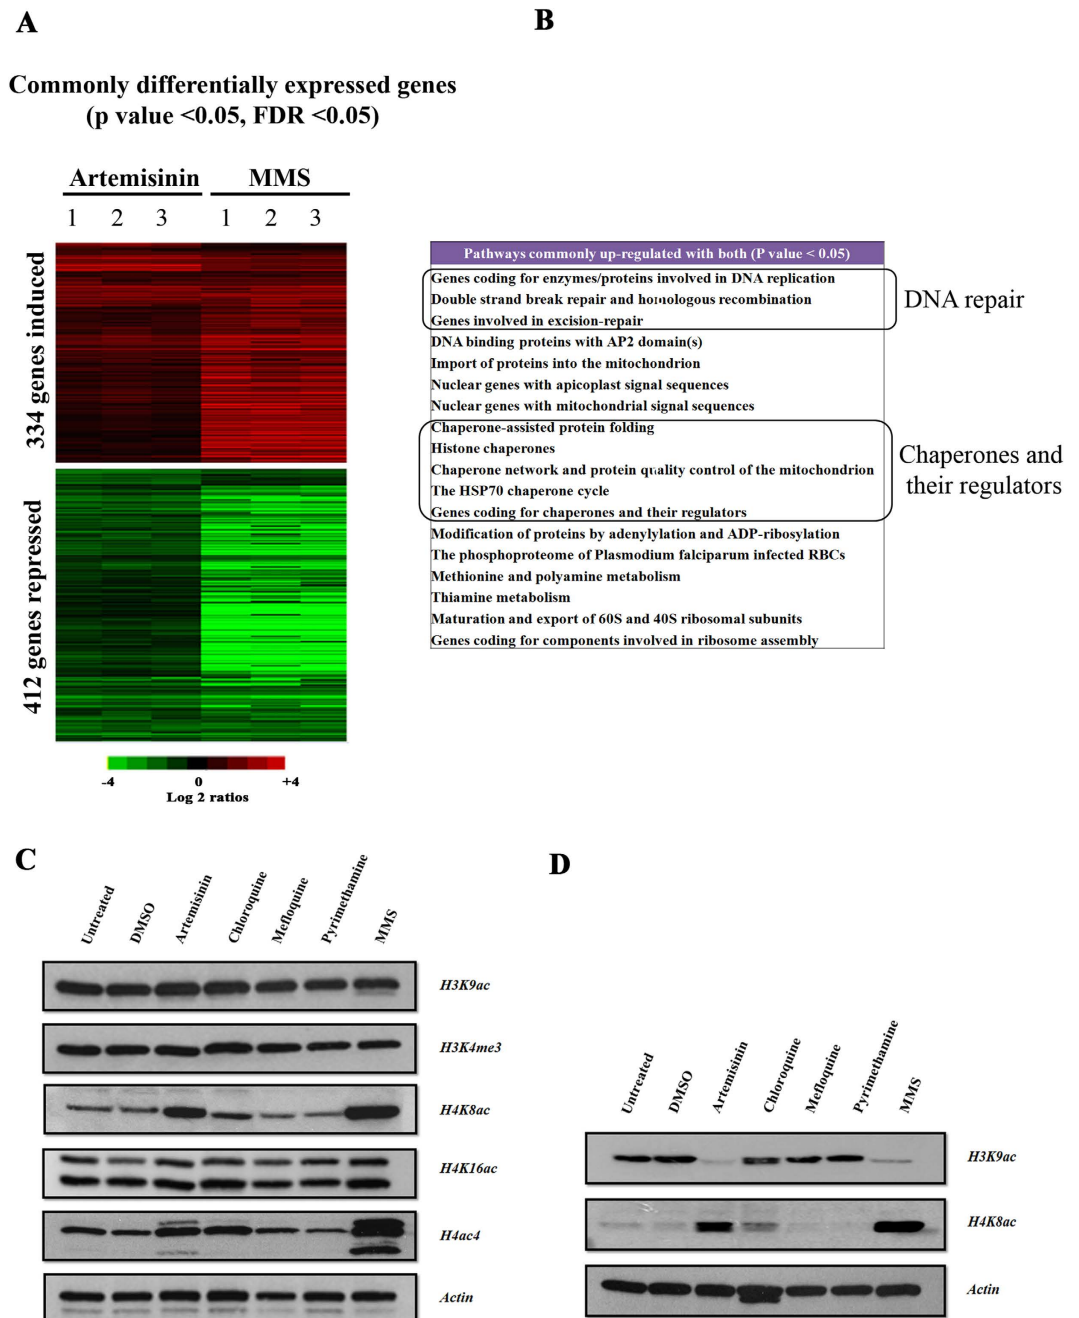 A
B
Commonly differentially expressed genes
(p value <0.05, FDR <0.05)
Artemisinin MMS
1 2 3 1 2 3
334 genes induced
412 genes repressed
-4 0 +4
Log 2 ratios
Pathways commonly up-regulated with both (P value < 0.05)
Genes coding for enzymes/proteins involved in DNA replication
Double strand break repair and homologous recombination
Genes involved in excision-repair
DNA binding proteins with AP2 domain(s)
Import of proteins into the mitochondrion
Nuclear genes with apicoplast signal sequences
Nuclear genes with mitochondrial signal sequences
Chaperone-assisted protein folding
Histone chaperones
Chaperone network and protein quality control of the mitochondrion
The HSP70 chaperone cycle
Genes coding for chaperones and their regulators
Modification of proteins by adenylylation and ADP-ribosylation
The phosphoproteome of Plasmodium falciparum infected RBCs
Methionine and polyamine metabolism
Thiamine metabolism
Maturation and export of 60S and 40S ribosomal subunits
Genes coding for components involved in ribosome assembly
DNA repair
Chaperones and
their regulators
C
Untreated DMSO Artemisinin Chloroquine Mefloquine Pyrimethamine MMS
H3K9ac
H3K4me3
H4K8ac
H4K16ac
H4ac4
Actin
D
Untreated DMSO Artemisinin Chloroquine Mefloquine Pyrimethamine MMS
H3K9ac
H4K8ac
Actin